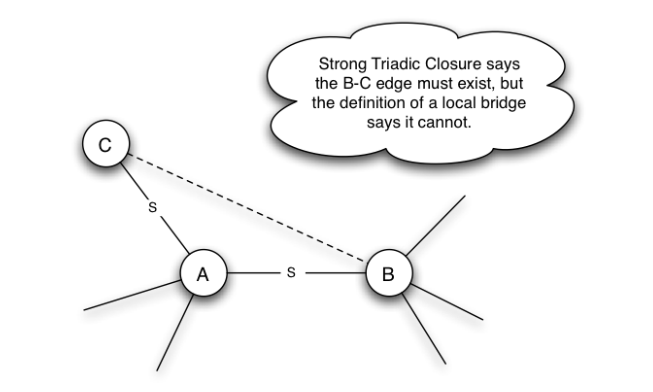 Strong Triadic Closure says
the B-C edge must exist, but
the definition of a local bridge
says it cannot.
C
S
A
S
B